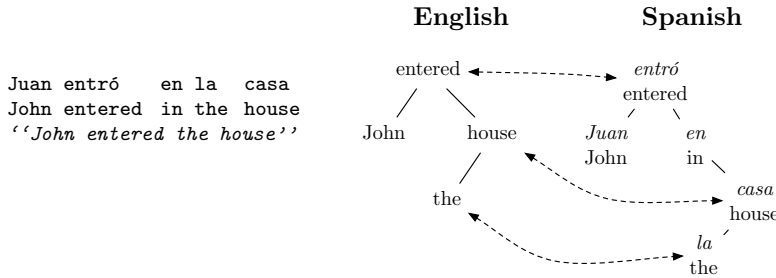 English Spanish
Juan entró en la casa
John entered in the house
‘‘John entered the house’’
entered
John house
the
entró
entered
Juan en
John in
casa
house
la
the